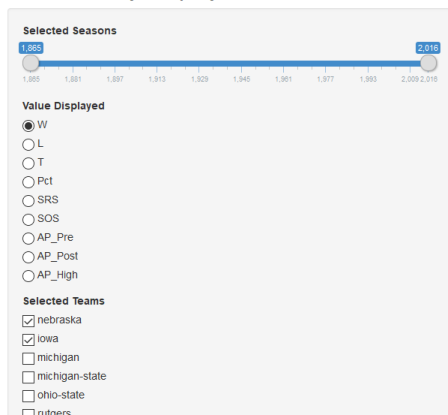 Selected Seasons
1,865 2,016
1,865 1,881 1,897 1,913 1,929 1,945 1,961 1,977 1,993 2,009 2,016
Value Displayed
W
L
T
Pct
SRS
SOS
AP_Pre
AP_Post
AP_High
Selected Teams
nebraska
iowa
michigan
michigan-state
ohio-state
rutgers